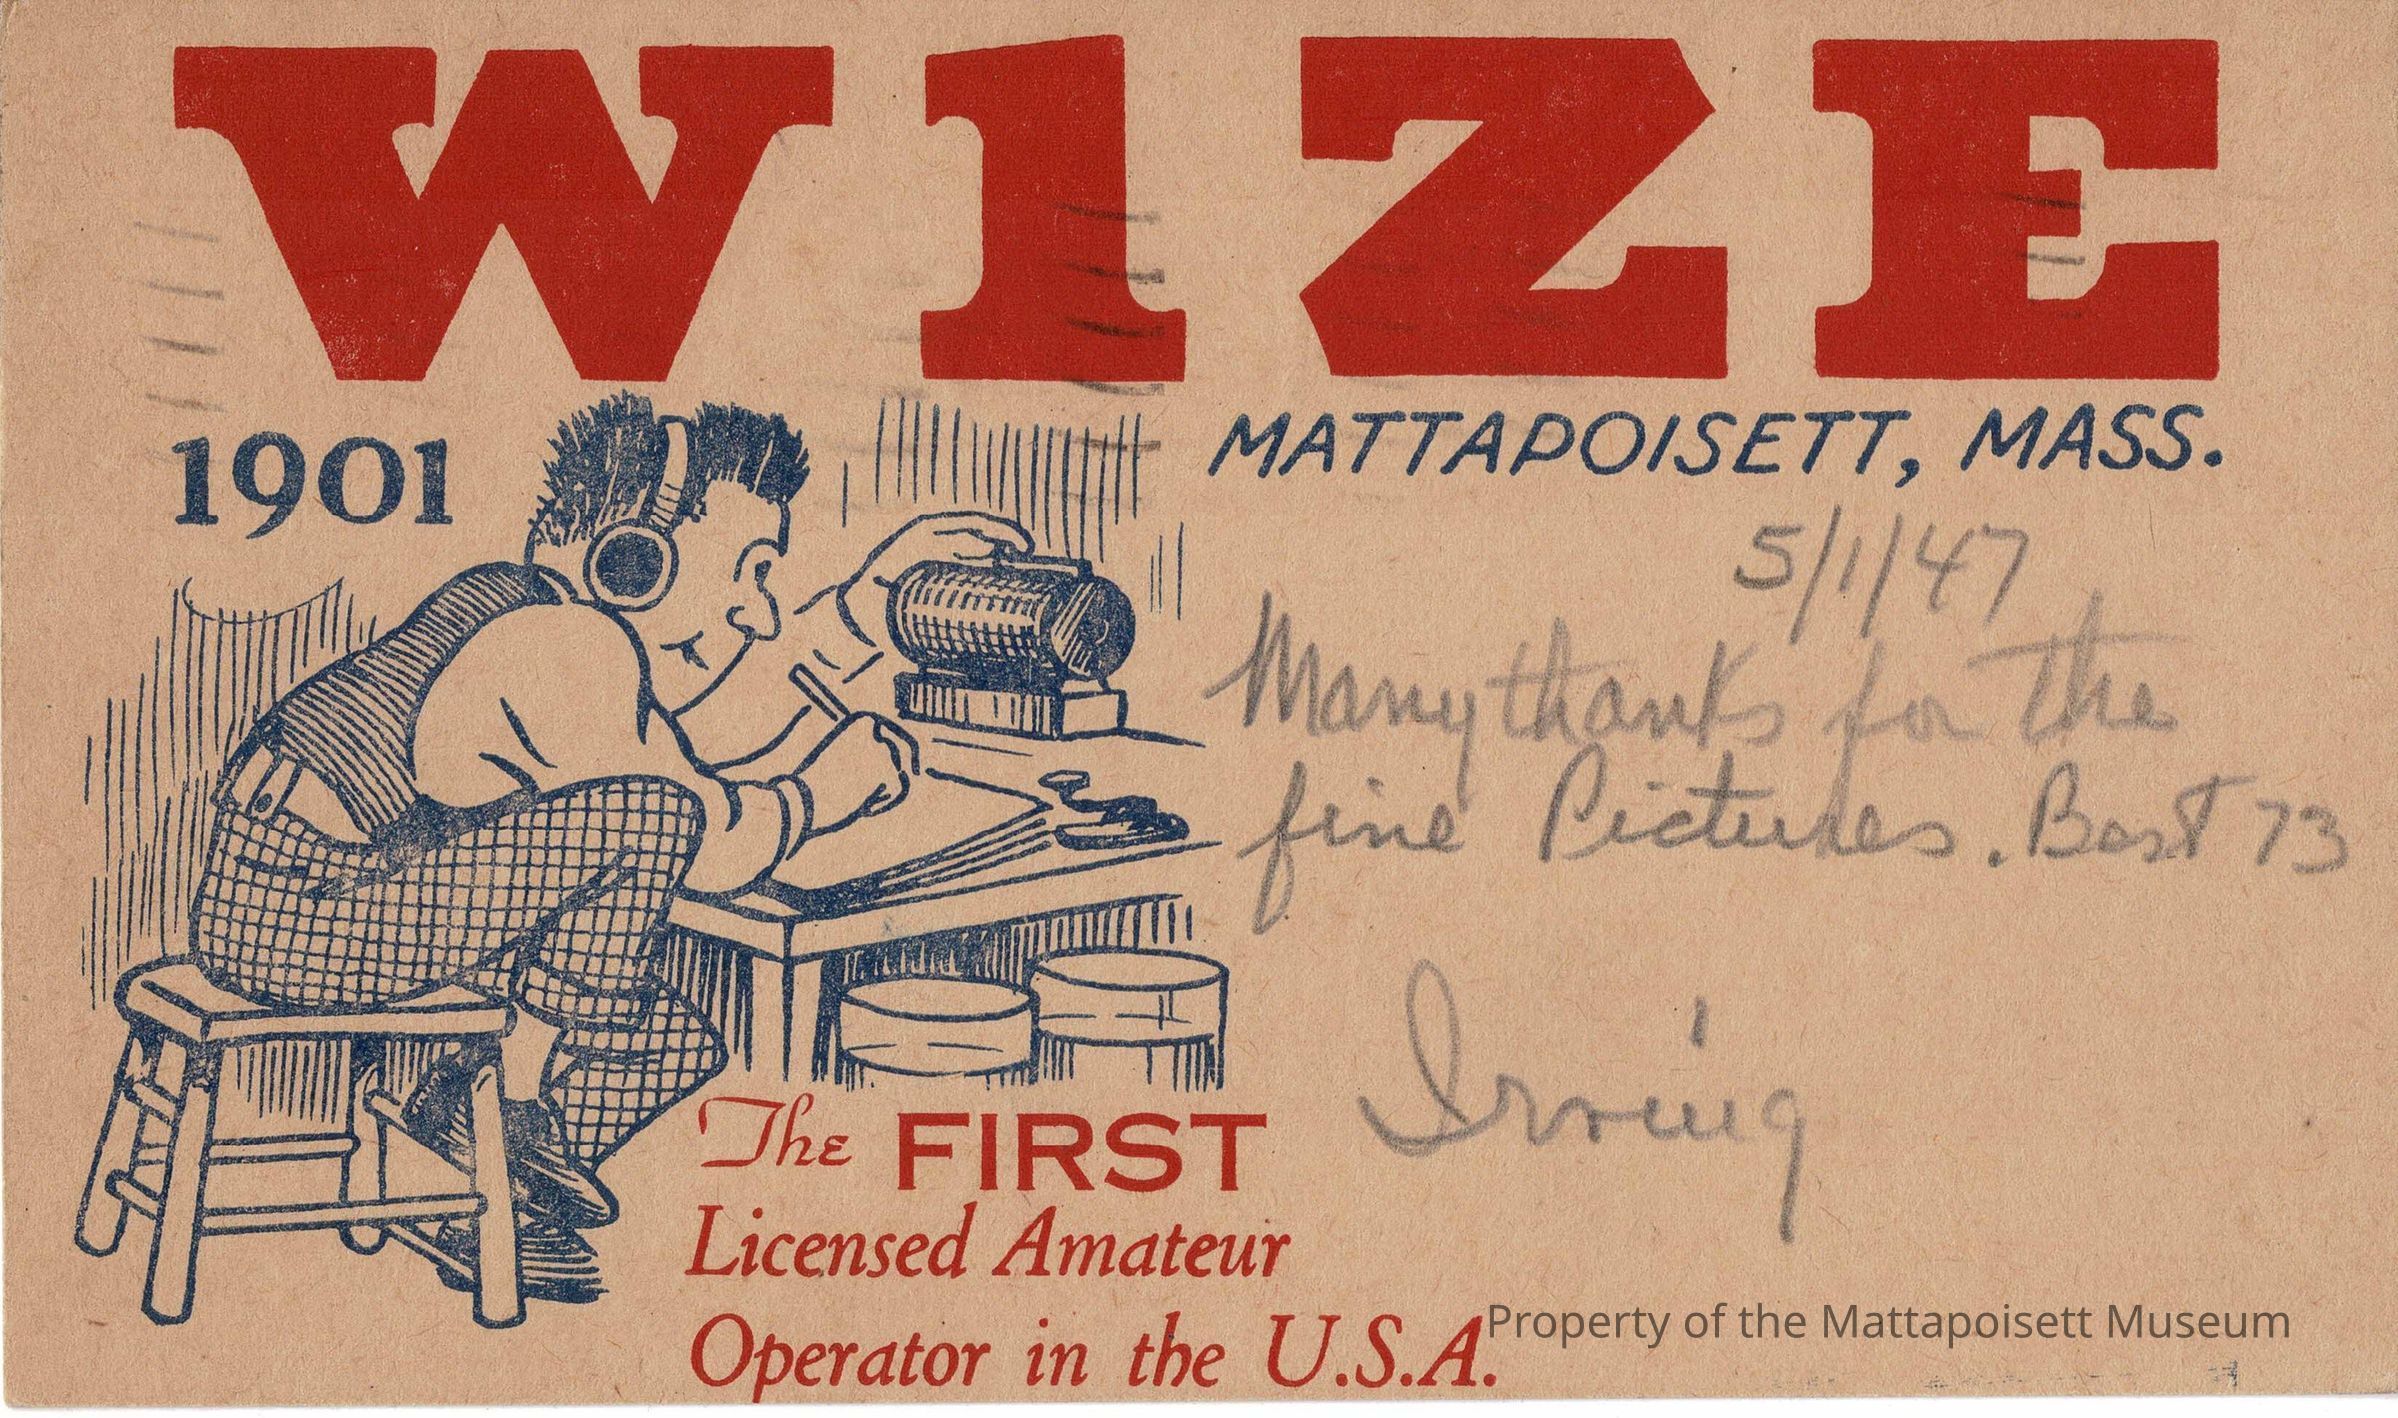 W1ZE
MATTAPOISETT, MASS.
1901
5/1/47
Many thanks for the
fine Pictures. Best 73
Irving
The FIRST
Licensed Amateur
Operator in the U.S.A.
Property of the Mattapoisett Museum